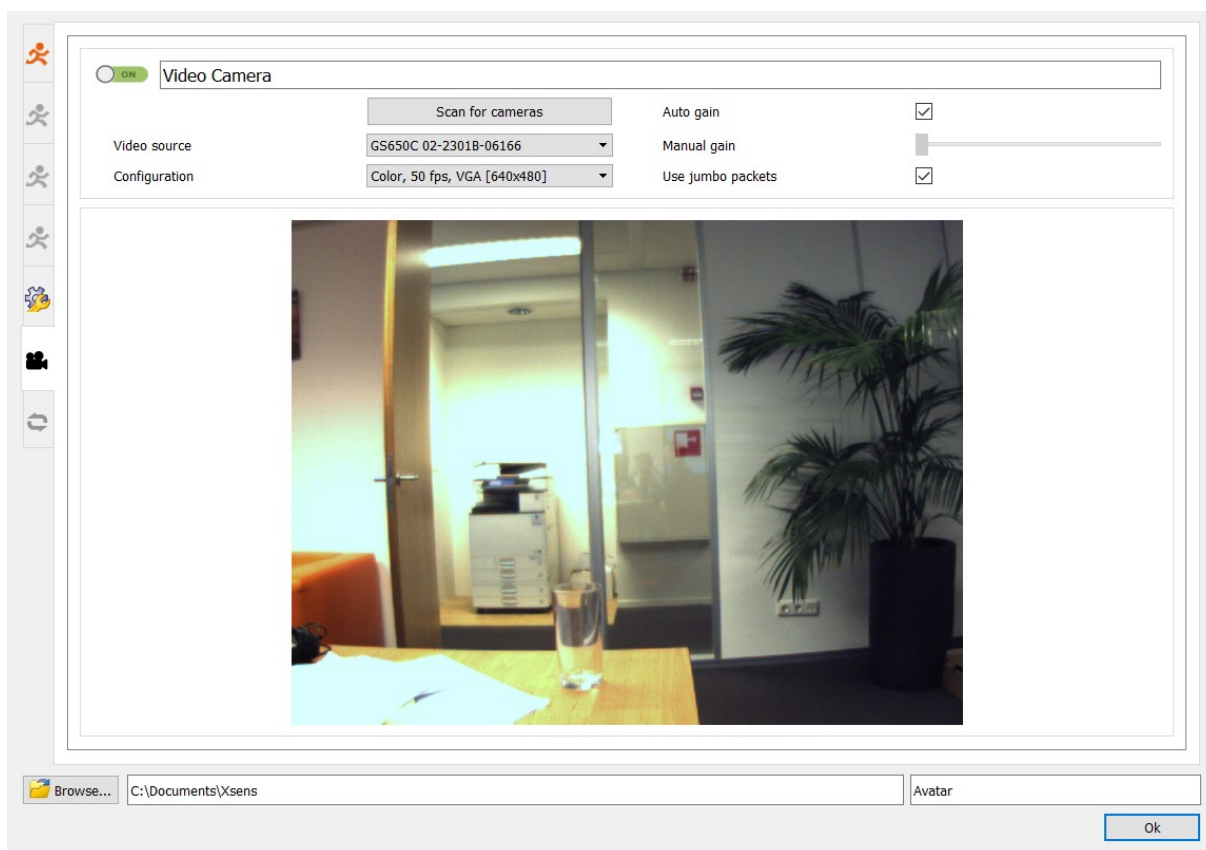 ON Video Camera
Scan for cameras Auto gain
Video source GS650C 02-2301B-06166 Manual gain
Configuration Color, 50 fps, VGA [640x480] Use jumbo packets
Browse... C:\Documents\Xsens Avatar
Ok